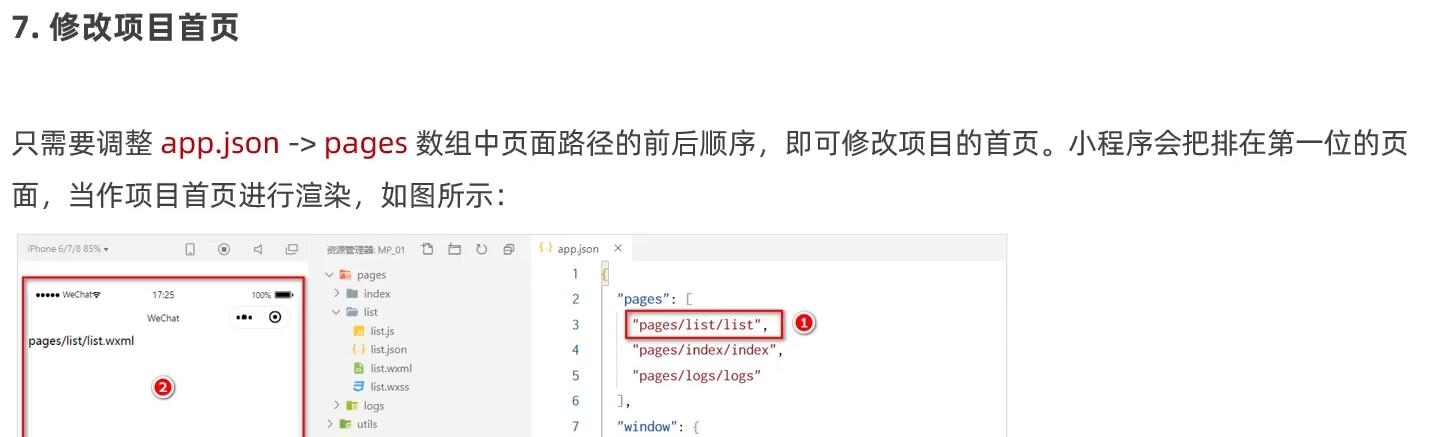 7. 修改项目首页
只需要调整 app.json -> pages 数组中页面路径的前后顺序，即可修改项目的首页。小程序会把排在第一位的页
面，当作项目首页进行渲染，如图所示：
iPhone 6/7/8 85%
资源管理器: MP_01
app.json
WeChat
17:25
100%
WeChat
pages/list/list.wxml
2
pages
index
list
list.js
list.json
list.wxml
list.wxss
logs
utils
1 {
2 "pages": [
3 "pages/list/list",
1
4 "pages/index/index",
5 "pages/logs/logs"
6 ],
7 "window": {